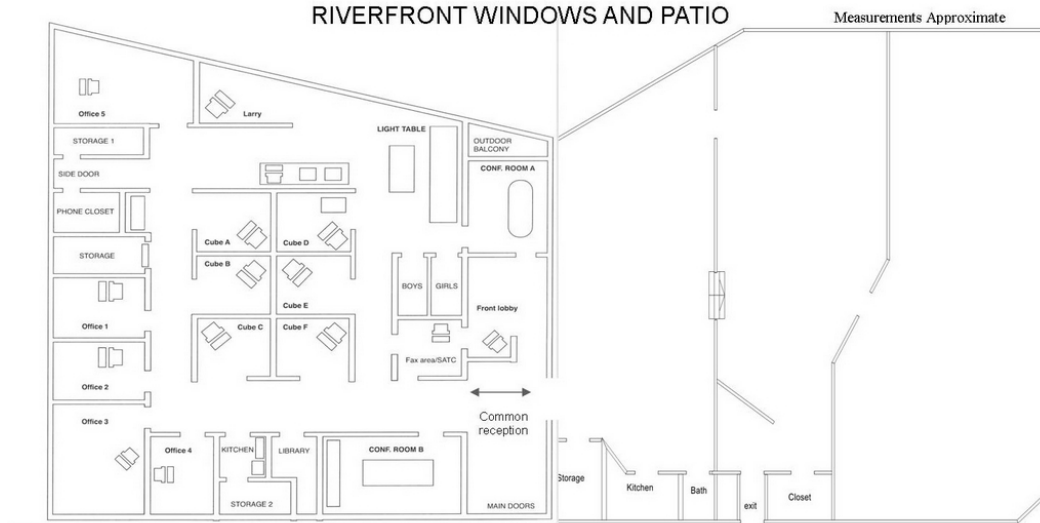 RIVERFRONT WINDOWS AND PATIO
Measurements Approximate
Office 5
Larry
LIGHT TABLE
STORAGE 1
OUTDOOR
BALCONY
CONF. ROOM A
SIDE DOOR
PHONE CLOSET
Cube A
Cube D
STORAGE
Cube B
BOYS
GIRLS
Cube E
Front lobby
Office 1
Cube C
Cube F
Fax area/SATC
Office 2
Common
reception
Office 3
Office 4
KITCHEN
LIBRARY
CONF. ROOM B
STORAGE 2
MAIN DOORS
Storage
Kitchen
Bath
exit
Closet